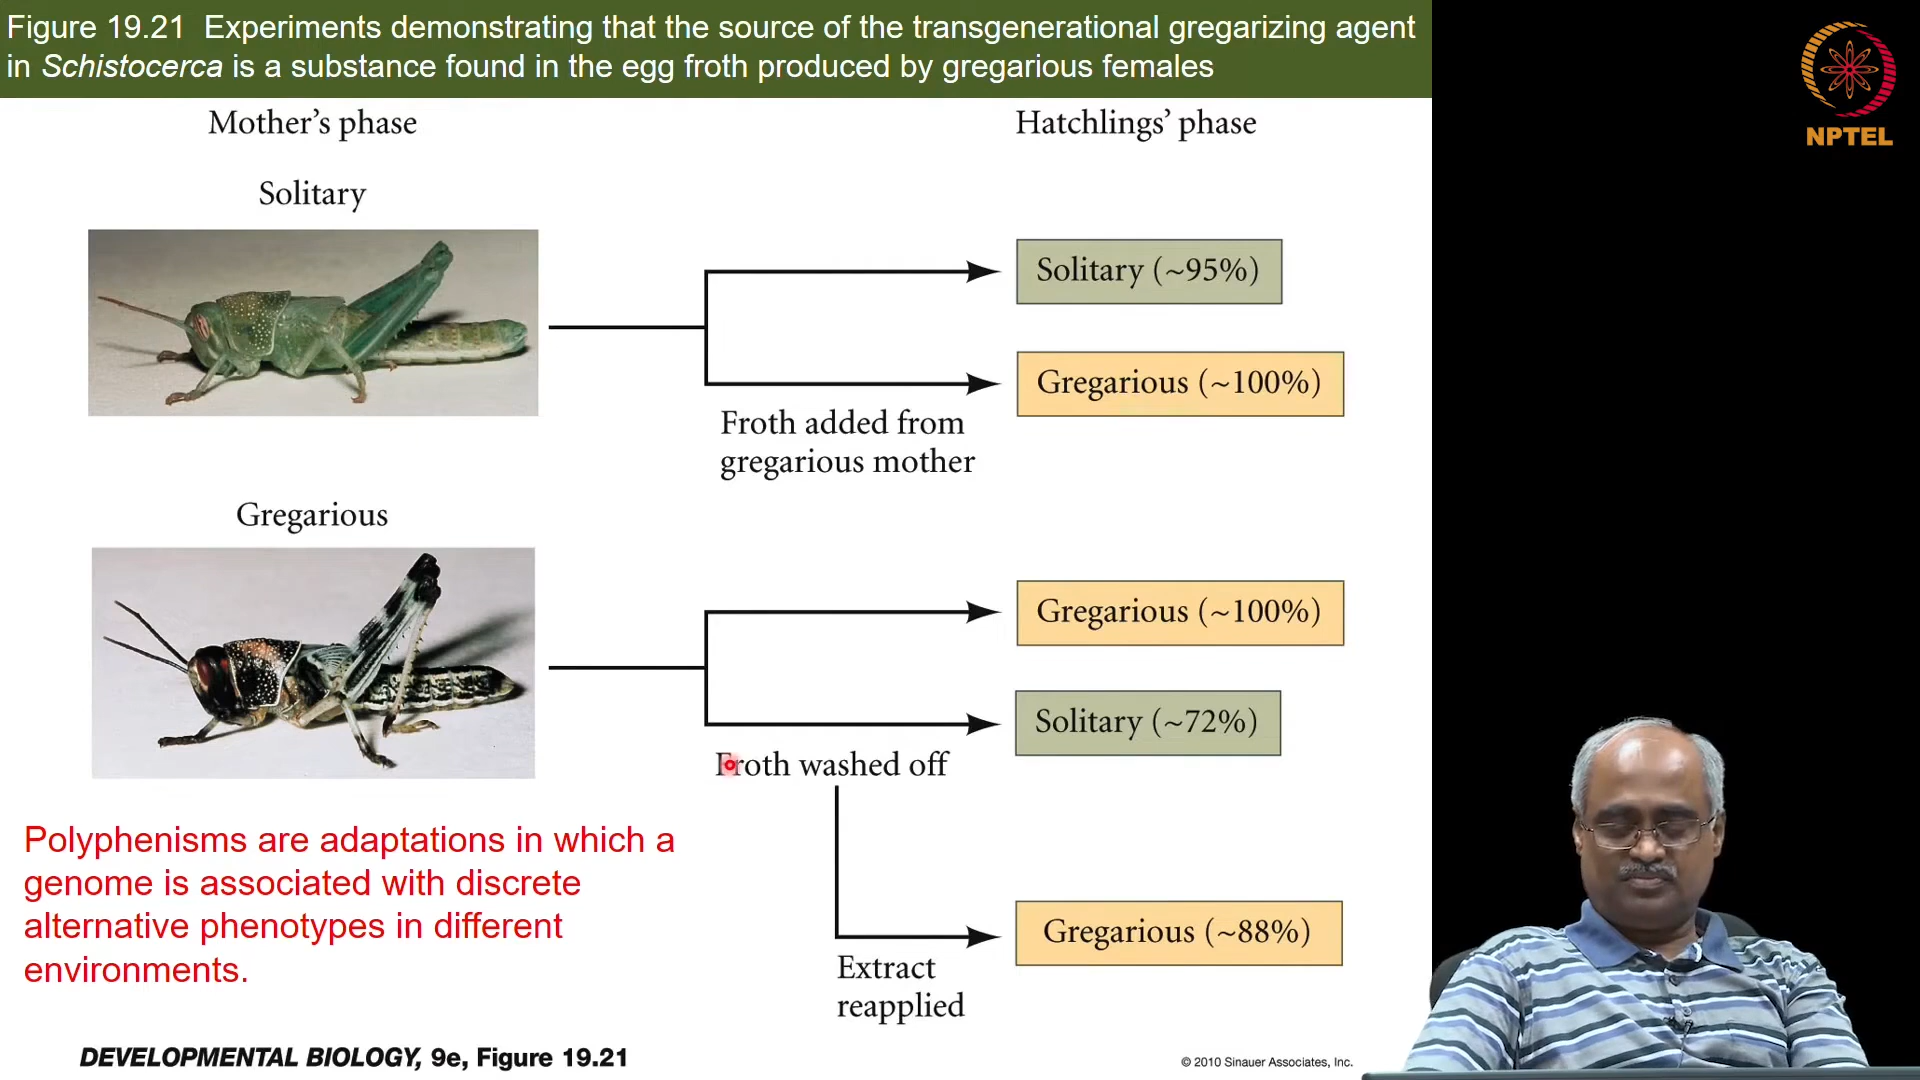 Figure 19.21 Experiments demonstrating that the source of the transgenerational gregarizing agent
in Schistocerca is a substance found in the egg froth produced by gregarious females
NPTEL
Mother's phase
Hatchlings' phase
Solitary
Solitary (~95%)
Gregarious (~100%)
Froth added from
gregarious mother
Gregarious
Gregarious (~100%)
Solitary (~72%)
Froth washed off
Gregarious (~88%)
Extract
reapplied
Polyphenisms are adaptations in which a
genome is associated with discrete
alternative phenotypes in different
environments.
DEVELOPMENTAL BIOLOGY, 9e, Figure 19.21
© 2010 Sinauer Associates, Inc.